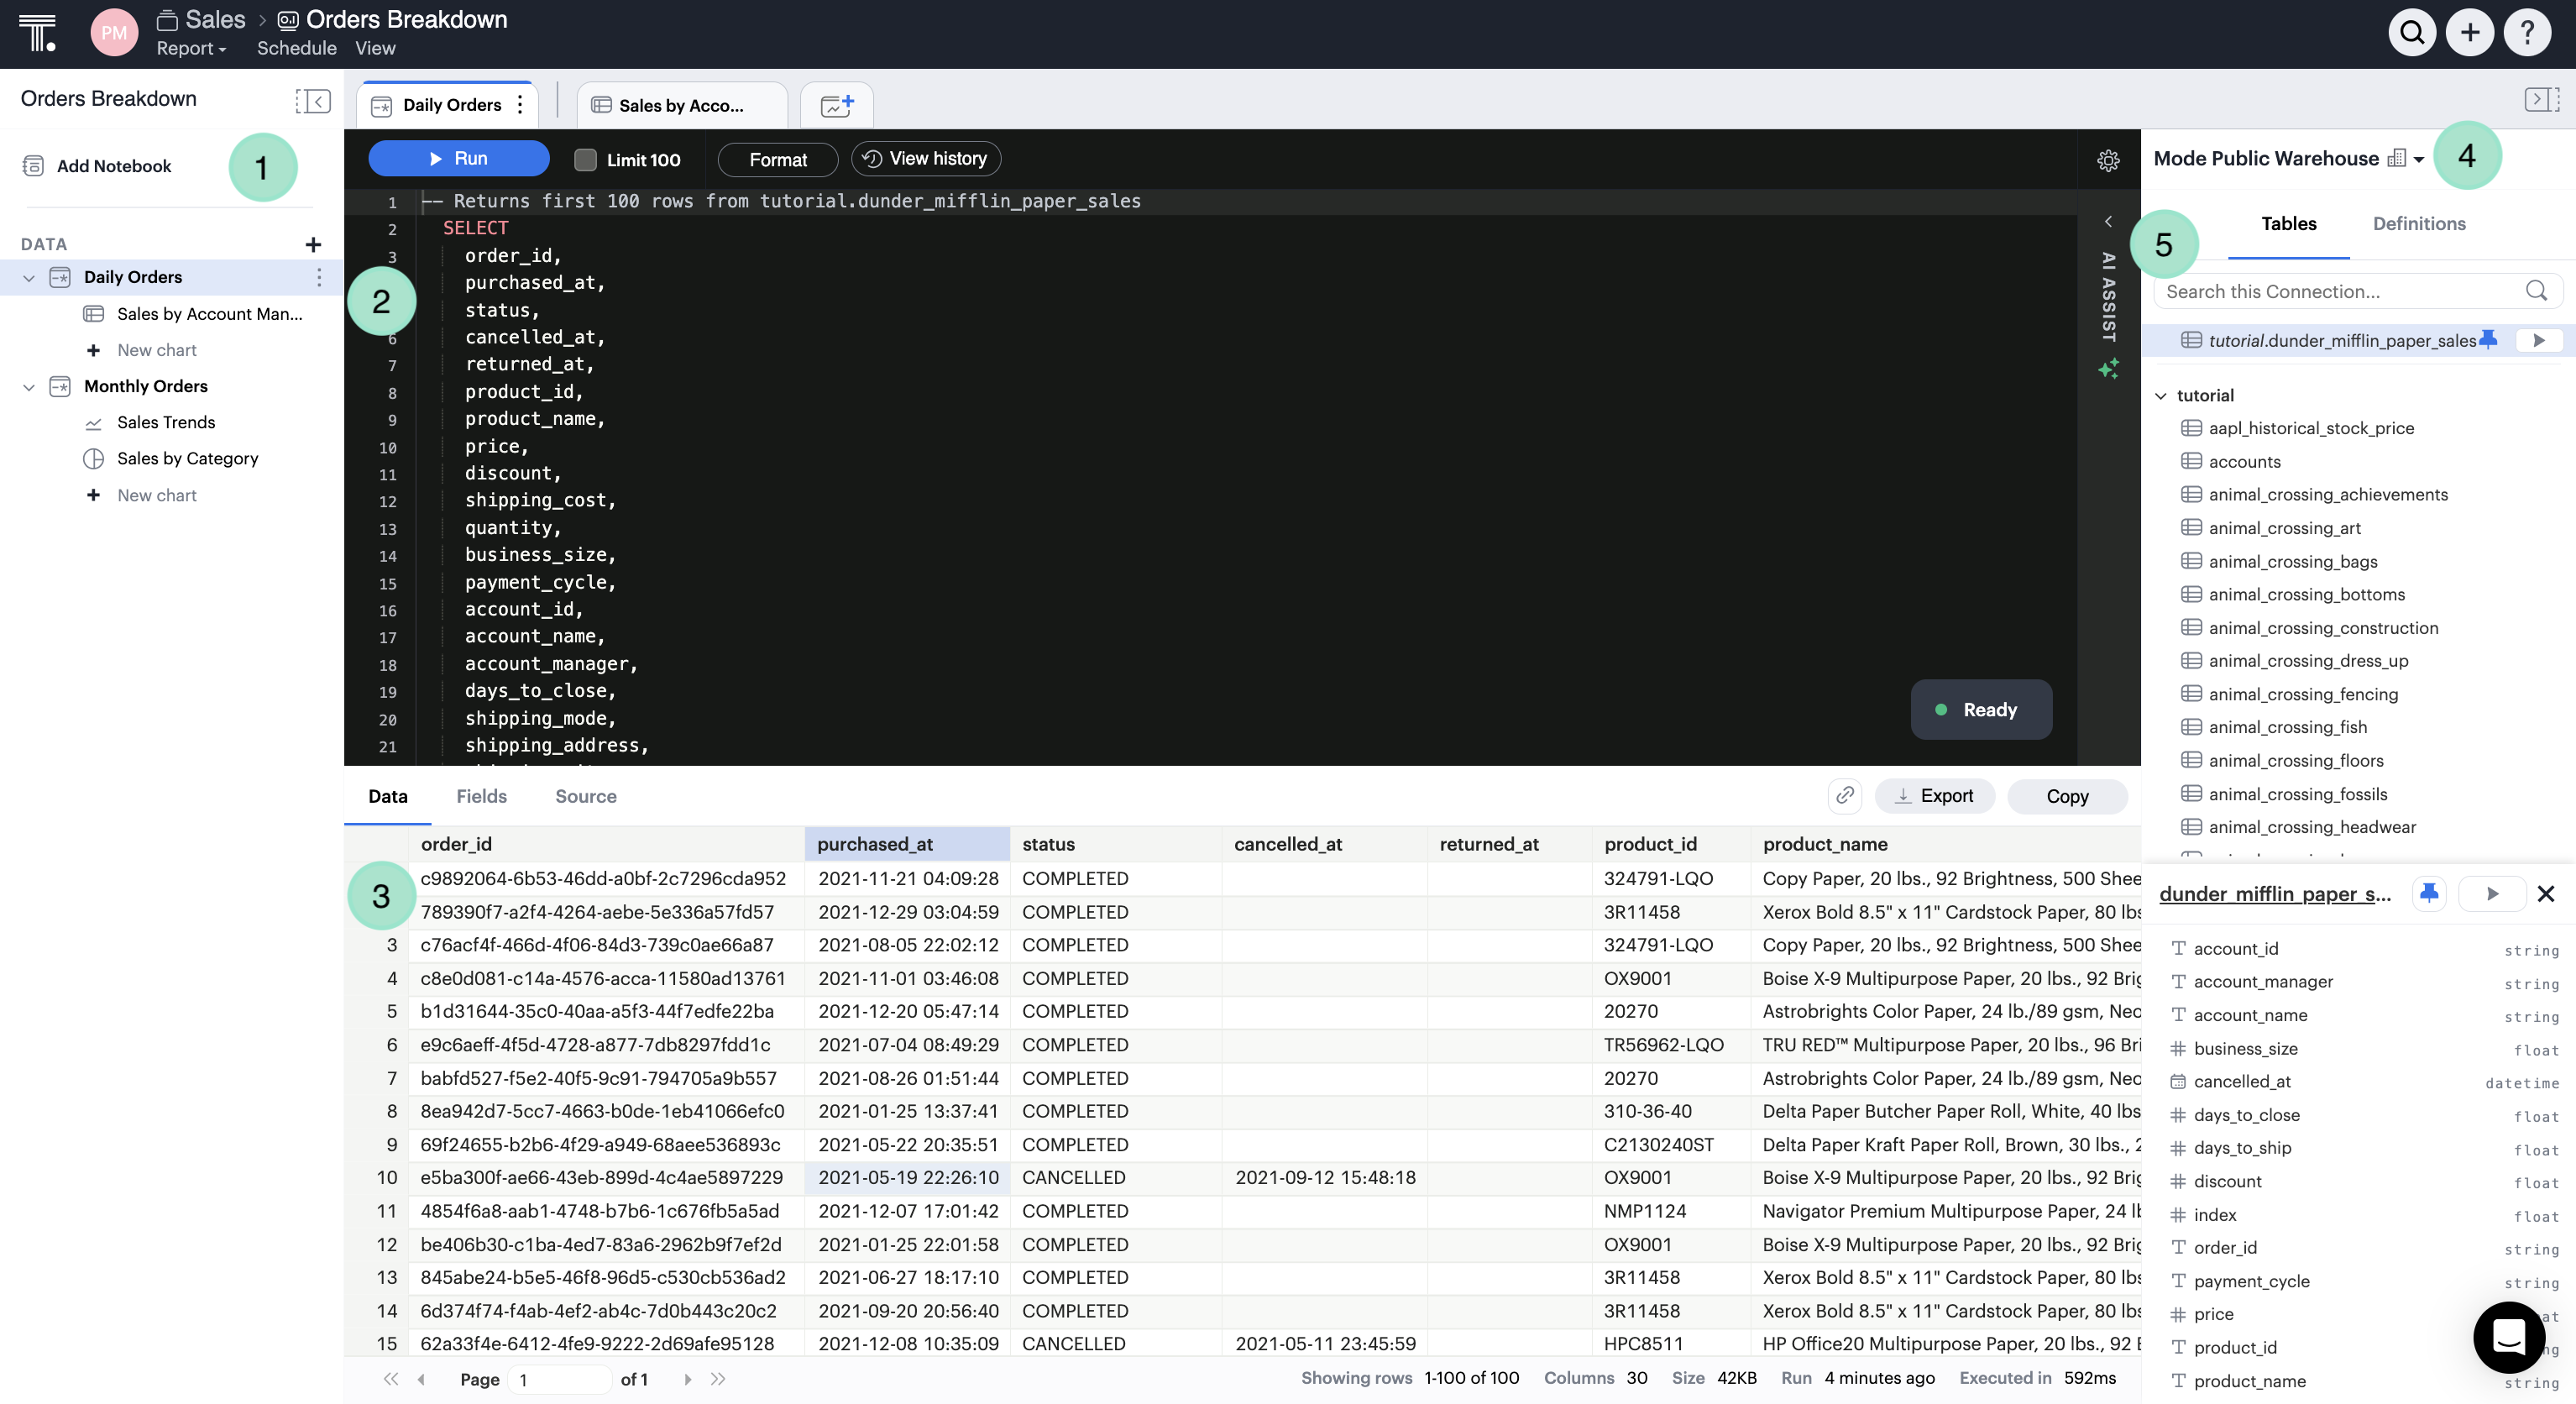 T.
PM
Sales > Orders Breakdown
Report Schedule View
?
Orders Breakdown
Daily Orders
Sales by Acco...
Add Notebook
1
Run
Limit 100
Format
View history
Mode Public Warehouse
4
DATA
Daily Orders
Sales by Account Man...
New chart
Monthly Orders
Sales Trends
Sales by Category
New chart
2
1 -- Returns first 100 rows from tutorial.dunder_mifflin_paper_sales
2 SELECT
3 order_id,
purchased_at,
status,
6 cancelled_at,
7 returned_at,
8 product_id,
9 product_name,
10 price,
11 discount,
12 shipping_cost,
13 quantity,
14 business_size,
15 payment_cycle,
16 account_id,
17 account_name,
18 account_manager,
19 days_to_close,
20 shipping_mode,
21 shipping_address,
AI ASSIST
Ready
5
Tables Definitions
Search this Connection...
tutorial.dunder_mifflin_paper_sales
tutorial
aapl_historical_stock_price
accounts
animal_crossing_achievements
animal_crossing_art
animal_crossing_bags
animal_crossing_bottoms
animal_crossing_construction
animal_crossing_dress_up
animal_crossing_fencing
animal_crossing_fish
animal_crossing_floors
animal_crossing_fossils
animal_crossing_headwear
Data Fields Source
Export
Copy
order_id purchased_at status cancelled_at returned_at product_id product_name
3
c9892064-6b53-46dd-a0bf-2c7296cda952 2021-11-21 04:09:28 COMPLETED 324791-LQO Copy Paper, 20 lbs., 92 Brightness, 500 Shee
789390f7-a2f4-4264-aebe-5e336a57fd57 2021-12-29 03:04:59 COMPLETED 3R11458 Xerox Bold 8.5" x 11" Cardstock Paper, 80 lbs
3 c76acf4f-466d-4f06-84d3-739c0ae66a87 2021-08-05 22:02:12 COMPLETED 324791-LQO Copy Paper, 20 lbs., 92 Brightness, 500 Shee
4 c8e0d081-c14a-4576-acca-11580ad13761 2021-11-01 03:46:08 COMPLETED OX9001 Boise X-9 Multipurpose Paper, 20 lbs., 92 Brig
5 b1d31644-35c0-40aa-a5f3-44f7edfe22ba 2021-12-20 05:47:14 COMPLETED 20270 Astrobrights Color Paper, 24 lb./89 gsm, Neo
6 e9c6aeff-4f5d-4728-a877-7db8297fdd1c 2021-07-04 08:49:29 COMPLETED TR56962-LQO TRU RED™ Multipurpose Paper, 20 lbs., 96 Bri
7 babfd527-f5e2-40f5-9c91-794705a9b557 2021-08-26 01:51:44 COMPLETED 20270 Astrobrights Color Paper, 24 lb./89 gsm, Neo
8 8ea942d7-5cc7-4663-b0de-1eb41066efc0 2021-01-25 13:37:41 COMPLETED 310-36-40 Delta Paper Butcher Paper Roll, White, 40 lbs
9 69f24655-b2b6-4f29-a949-68aee536893c 2021-05-22 20:35:51 COMPLETED C2130240ST Delta Paper Kraft Paper Roll, Brown, 30 lbs., 2
10 e5ba300f-ae66-43eb-899d-4c4ae5897229 2021-05-19 22:26:10 CANCELLED 2021-09-12 15:48:18 OX9001 Boise X-9 Multipurpose Paper, 20 lbs., 92 Brig
11 4854f6a8-aab1-4748-b7b6-1c676fb5a5ad 2021-12-07 17:01:42 COMPLETED NMP1124 Navigator Premium Multipurpose Paper, 24 lb
12 be406b30-c1ba-4ed7-83a6-2962b9f7ef2d 2021-01-25 22:01:58 COMPLETED OX9001 Boise X-9 Multipurpose Paper, 20 lbs., 92 Brig
13 845abe24-b5e5-46f8-96d5-c530cb536ad2 2021-06-27 18:17:10 COMPLETED 3R11458 Xerox Bold 8.5" x 11" Cardstock Paper, 80 lbs
14 6d374f74-f4ab-4ef2-ab4c-7d0b443c20c2 2021-09-20 20:56:40 COMPLETED 3R11458 Xerox Bold 8.5" x 11" Cardstock Paper, 80 lbs
15 62a33f4e-6412-4fe9-9222-2d69afe95128 2021-12-08 10:35:09 CANCELLED 2021-05-11 23:45:59 HPC8511 HP Office20 Multipurpose Paper, 20 lbs., 92 B
Page 1 of 1
Showing rows 1-100 of 100 Columns 30 Size 42KB Run 4 minutes ago Executed in 592ms
dunder_mifflin_paper_s...
account_id string
account_manager string
account_name string
business_size float
cancelled_at datetime
days_to_close float
days_to_ship float
discount float
index float
order_id string
payment_cycle string
price
product_id
product_name string